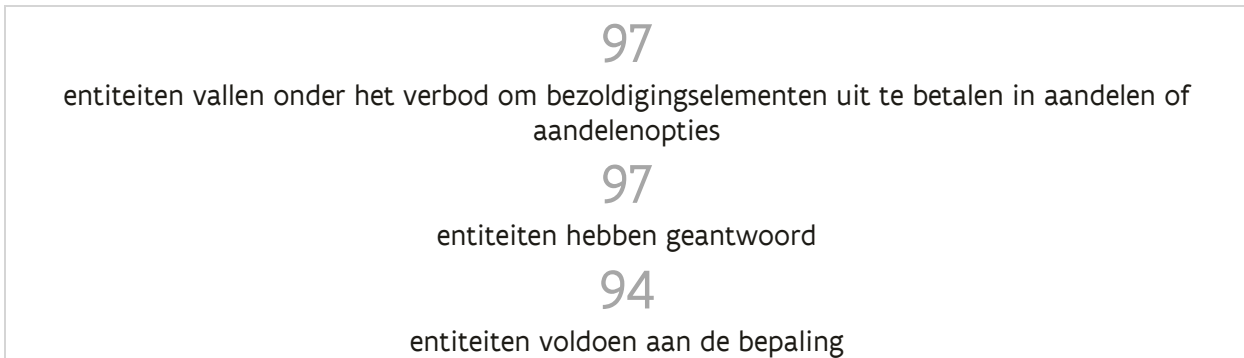 97
entiteiten vallen onder het verbod om bezoldigingselementen uit te betalen in aandelen of
aandelenopties
97
entiteiten hebben geantwoord
94
entiteiten voldoen aan de bepaling